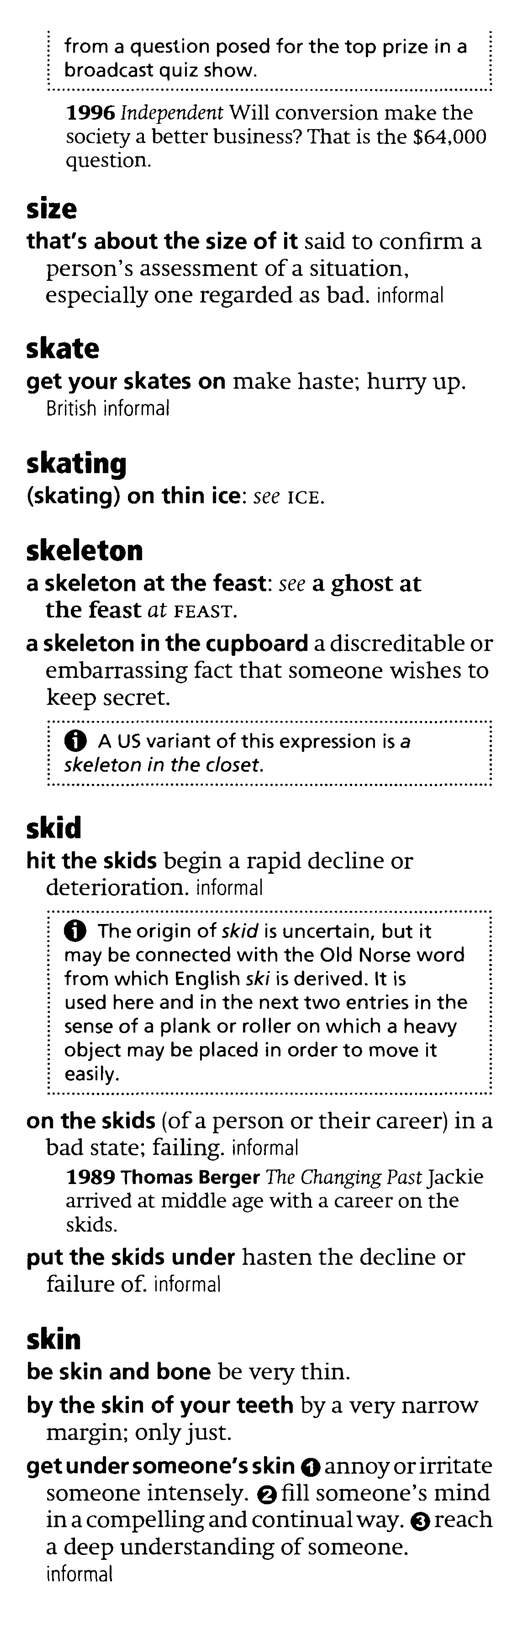 from a question posed for the top prize in a
broadcast quiz show.
1996 Independent Will conversion make the
society a better business? That is the $64,000
question.
size
that's about the size of it said to confirm a
person's assessment of a situation,
especially one regarded as bad. informal
skate
get your skates on make haste; hurry up.
British informal
skating
(skating) on thin ice: see ICE.
skeleton
a skeleton at the feast: see a ghost at
the feast at FEAST.
a skeleton in the cupboard a discreditable or
embarrassing fact that someone wishes to
keep secret.
ⓘ A US variant of this expression is a
skeleton in the closet.
skid
hit the skids begin a rapid decline or
deterioration. informal
ⓘ The origin of skid is uncertain, but it
may be connected with the Old Norse word
from which English ski is derived. It is
used here and in the next two entries in the
sense of a plank or roller on which a heavy
object may be placed in order to move it
easily.
on the skids (of a person or their career) in a
bad state; failing. informal
1989 Thomas Berger The Changing Past Jackie
arrived at middle age with a career on the
skids.
put the skids under hasten the decline or
failure of. informal
skin
be skin and bone be very thin.
by the skin of your teeth by a very narrow
margin; only just.
get under someone's skin ❶ annoy or irritate
someone intensely. ❷ fill someone's mind
in a compelling and continual way. ❸ reach
a deep understanding of someone.
informal